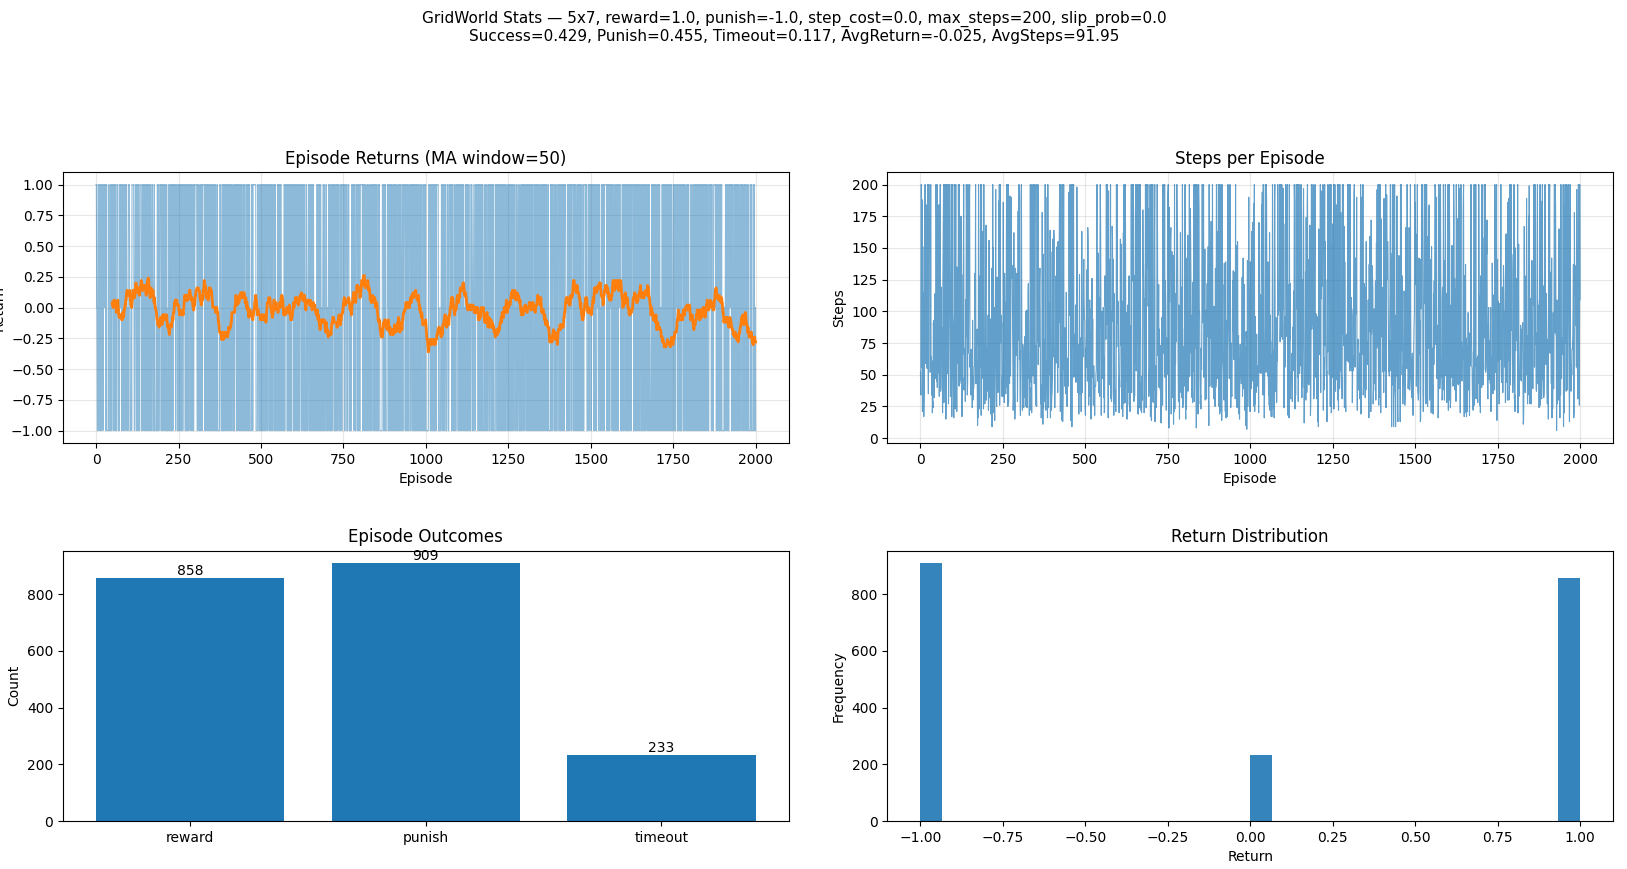 GridWorld Stats — 5x7, reward=1.0, punish=-1.0, step_cost=0.0, max_steps=200, slip_prob=0.0
Success=0.429, Punish=0.455, Timeout=0.117, AvgReturn=-0.025, AvgSteps=91.95
Episode Returns (MA window=50)
1.00
0.75
0.50
0.25
0.00
−0.25
−0.50
−0.75
−1.00
0 250 500 750 1000 1250 1500 1750 2000
Episode
Steps per Episode
Steps
200
175
150
125
100
75
50
25
0
0 250 500 750 1000 1250 1500 1750 2000
Episode
Episode Outcomes
Count
800
600
400
200
0
858
909
233
reward punish timeout
Return Distribution
Frequency
800
600
400
200
0
−1.00 −0.75 −0.50 −0.25 0.00 0.25 0.50 0.75 1.00
Return